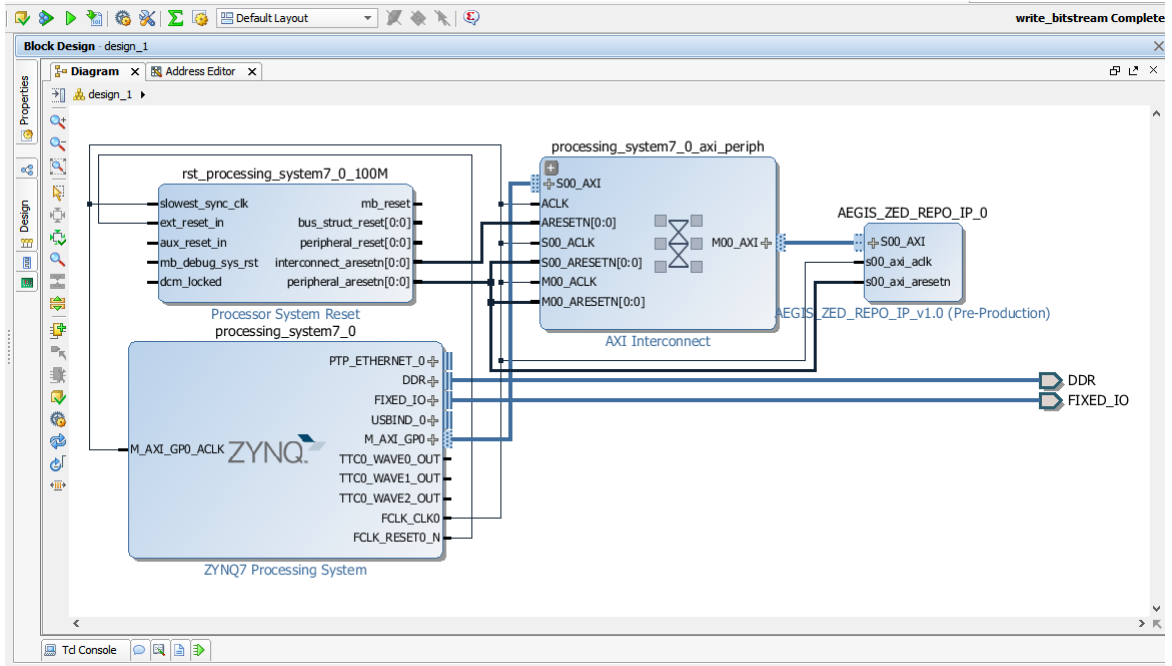 Default Layout
write_bitstream Complete
Block Design - design_1
Diagram
Address Editor
design_1
Properties
Design
rst_processing_system7_0_100M
slowest_sync_clk
ext_reset_in
aux_reset_in
mb_debug_sys_rst
dcm_locked
mb_reset
bus_struct_reset[0:0]
peripheral_reset[0:0]
interconnect_aresetn[0:0]
peripheral_aresetn[0:0]
Processor System Reset
processing_system7_0
PTP_ETHERNET_0
DDR
FIXED_IO
USBIND_0
M_AXI_GP0
M_AXI_GP0_ACLK
ZYNQ
TTC0_WAVE0_OUT
TTC0_WAVE1_OUT
TTC0_WAVE2_OUT
FCLK_CLK0
FCLK_RESET0_N
ZYNQ7 Processing System
processing_system7_0_axi_periph
S00_AXI
ACLK
ARESETN[0:0]
S00_ACLK
S00_ARESETN[0:0]
M00_ACLK
M00_ARESETN[0:0]
M00_AXI
AXI Interconnect
AEGIS_ZED_REPO_IP_0
S00_AXI
s00_axi_aclk
s00_axi_aresetn
AEGIS_ZED_REPO_IP_v1.0 (Pre-Production)
DDR
FIXED_IO
Tcl Console